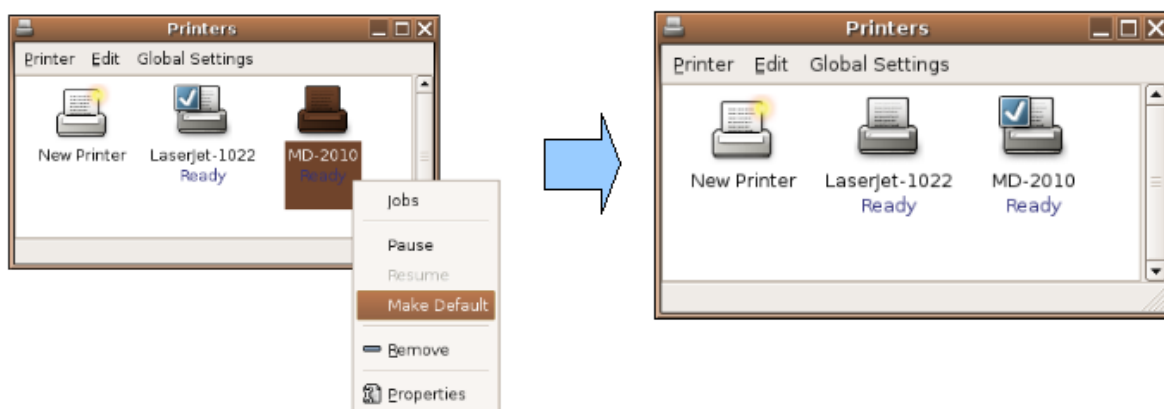 Printers
Printer Edit Global Settings
New Printer LaserJet-1022 MD-2010
Ready Ready
Jobs
Pause
Resume
Make Default
Remove
Properties
Printers
Printer Edit Global Settings
New Printer LaserJet-1022 MD-2010
Ready Ready